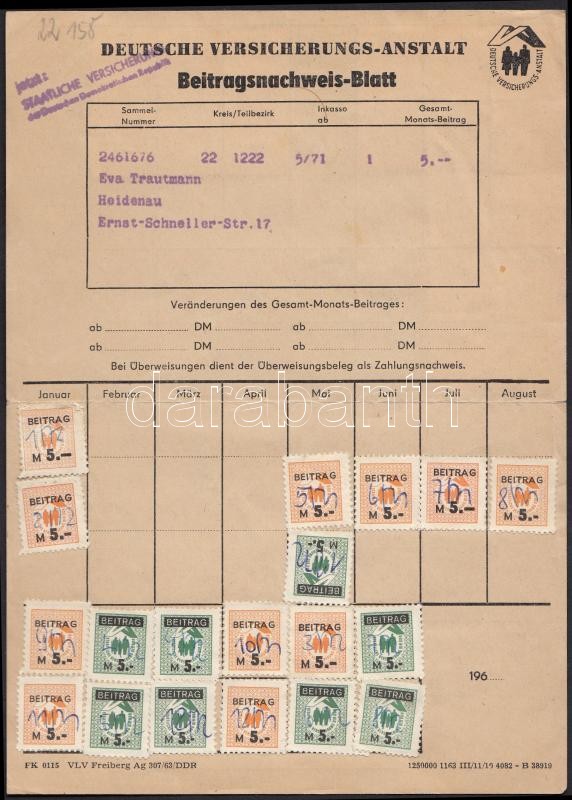 22 158
DEUTSCHE VERSICHERUNGS-ANSTALT
jetzt:
STAATLICHE VERSICHERUNG
der Deutschen Demokratischen Republik
Beitragsnachweis-Blatt
DEUTSCHE VERSICHERUNGS-ANSTALT
Sammel-Nummer Kreis/Teilbezirk Inkasso ab Gesamt-Monats-Beitrag
2461676 22 1222 5/71 1 5.--
Eva Trautmann
Heidenau
Ernst-Schneller-Str.17
Veränderungen des Gesamt-Monats-Beitrages:
ab DM ab DM
ab DM ab DM
Bei Überweisungen dient der Überweisungsbeleg als Zahlungsnachweis.
darabanth
Januar Februar März April Mai Juni Juli August
BEITRAG
M 5.—
BEITRAG BEITRAG BEITRAG BEITRAG BEITRAG
M 5.- M 5.- M 5.- M 5.- M 5.-
BEITRAG
M 5.-
BEITRAG BEITRAG BEITRAG BEITRAG BEITRAG BEITRAG
M 5.- M 5.- M 5.- M 5.- M 5.- M 5.-
196
BEITRAG BEITRAG BEITRAG BEITRAG BEITRAG BEITRAG
M 5.- M 5.- M 5.- M 5.- M 5.- M 5.-
FK 0115 VLV Freiberg Ag 307/63/DDR 1250000 1163 III/11/19 4082 - B 38919